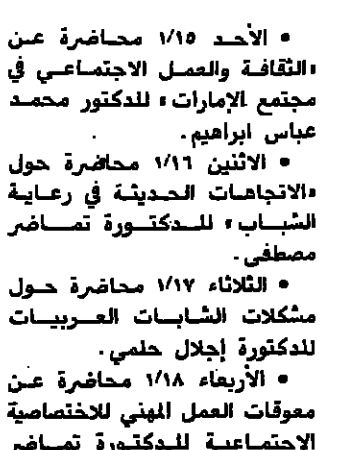 • الأحد ١/١٥ محاضرة عن
«الثقافة والعمل الاجتماعي في
مجتمع الإمارات» للدكتور محمد
عباس ابراهيم.
• الاثنين ١/١٦ محاضرة حول
«الاتجاهات الحديثة في رعاية
الشباب» للدكتورة تماضر
مصطفى.
• الثلاثاء ١/١٧ محاضرة حول
مشكلات الشابات العربيات
للدكتورة إجلال حلمي.
• الأربعاء ١/١٨ محاضرة عن
معوقات العمل المهني للاختصاصية
الاجتماعية للدكتورة تماضر